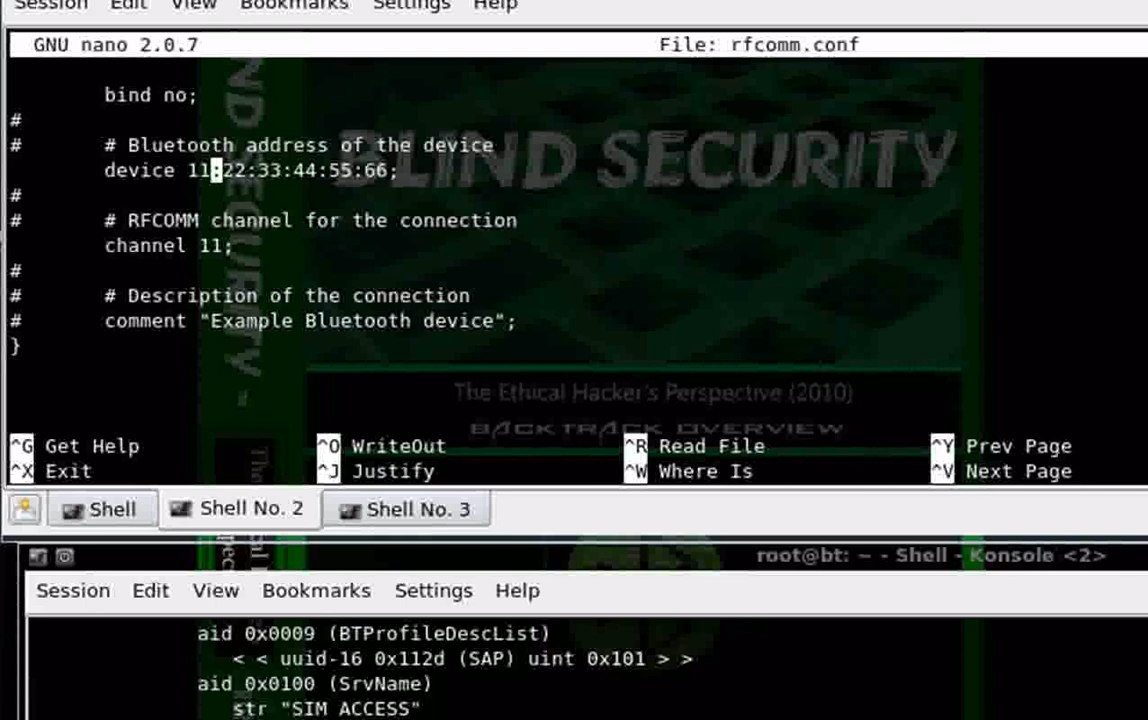 Session Edit View Bookmarks Settings Help
GNU nano 2.0.7 File: rfcomm.conf
bind no;
#
# # Bluetooth address of the device
device 11:22:33:44:55:66;
#
# # RFCOMM channel for the connection
channel 11;
#
# # Description of the connection
# comment "Example Bluetooth device";
}
BLIND SECURITY
The Ethical Hacker's Perspective (2010)
BACKTRACK OVERVIEW
^G Get Help ^O WriteOut ^R Read File ^Y Prev Page
^X Exit ^J Justify ^W Where Is ^V Next Page
Shell Shell No. 2 Shell No. 3
root@bt: ~ - Shell - Konsole <2>
Session Edit View Bookmarks Settings Help
aid 0x0009 (BTProfileDescList)
< < uuid-16 0x112d (SAP) uint 0x101 > >
aid 0x0100 (SrvName)
str "SIM ACCESS"